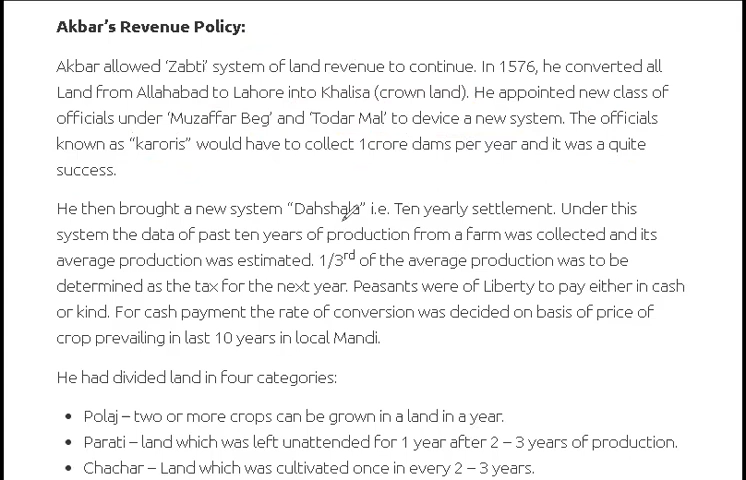 Akbar’s Revenue Policy:
Akbar allowed ‘Zabti’ system of land revenue to continue. In 1576, he converted all
Land from Allahabad to Lahore into Khalisa (crown land). He appointed new class of
officials under ‘Muzaffar Beg’ and ‘Todar Mal’ to device a new system. The officials
known as “karoris” would have to collect 1crore dams per year and it was a quite
success.
He then brought a new system “Dahshala” i.e. Ten yearly settlement. Under this
system the data of past ten years of production from a farm was collected and its
average production was estimated. 1/3rd of the average production was to be
determined as the tax for the next year. Peasants were of Liberty to pay either in cash
or kind. For cash payment the rate of conversion was decided on basis of price of
crop prevailing in last 10 years in local Mandi.
He had divided land in four categories:
• Polaj – two or more crops can be grown in a land in a year.
• Parati – land which was left unattended for 1 year after 2 – 3 years of production.
• Chachar – Land which was cultivated once in every 2 – 3 years.